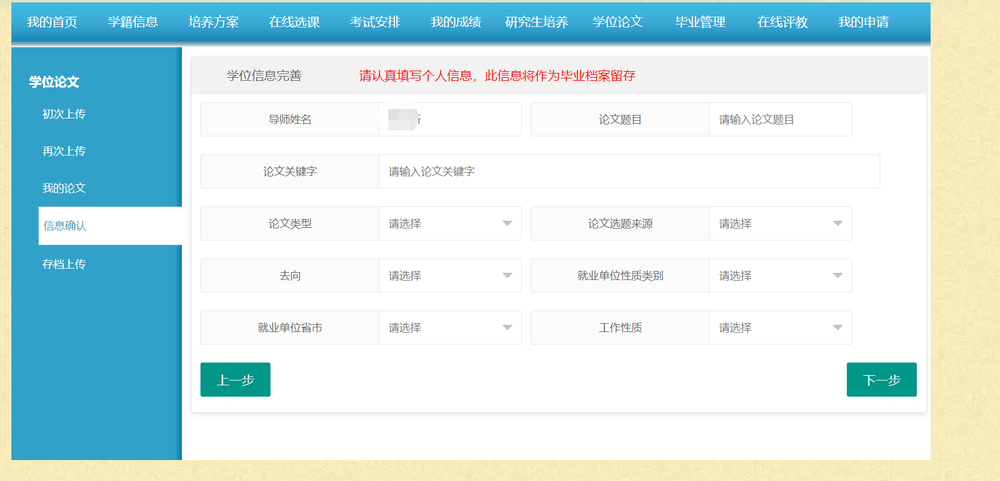 我的首页 学籍信息 培养方案 在线选课 考试安排 我的成绩 研究生培养 学位论文 毕业管理 在线评教 我的申请
学位论文
初次上传
再次上传
我的论文
信息确认
存档上传
学位信息完善 请认真填写个人信息，此信息将作为毕业档案留存
导师姓名 论文题目 请输入论文题目
论文关键字 请输入论文关键字
论文类型 请选择 论文选题来源 请选择
去向 请选择 就业单位性质类别 请选择
就业单位省市 请选择 工作性质 请选择
上一步 下一步